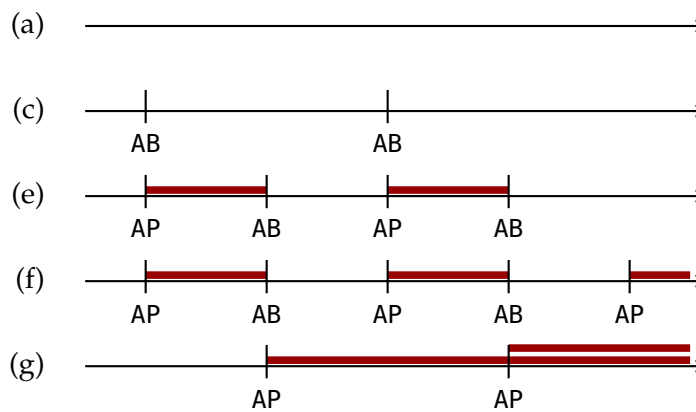 (a)
(c)
AB AB
(e)
AP AB AP AB
(f)
AP AB AP AB AP
(g)
AP AP